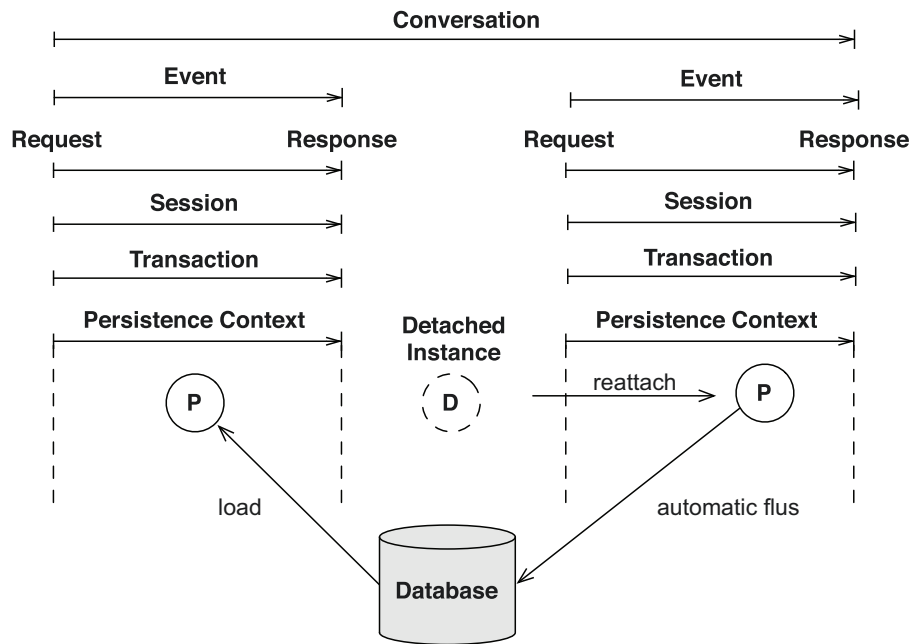 Conversation
Event
Event
Request
Response
Request
Response
Session
Session
Transaction
Transaction
Persistence Context
Detached
Instance
Persistence Context
P
D
reattach
P
load
automatic flus
Database